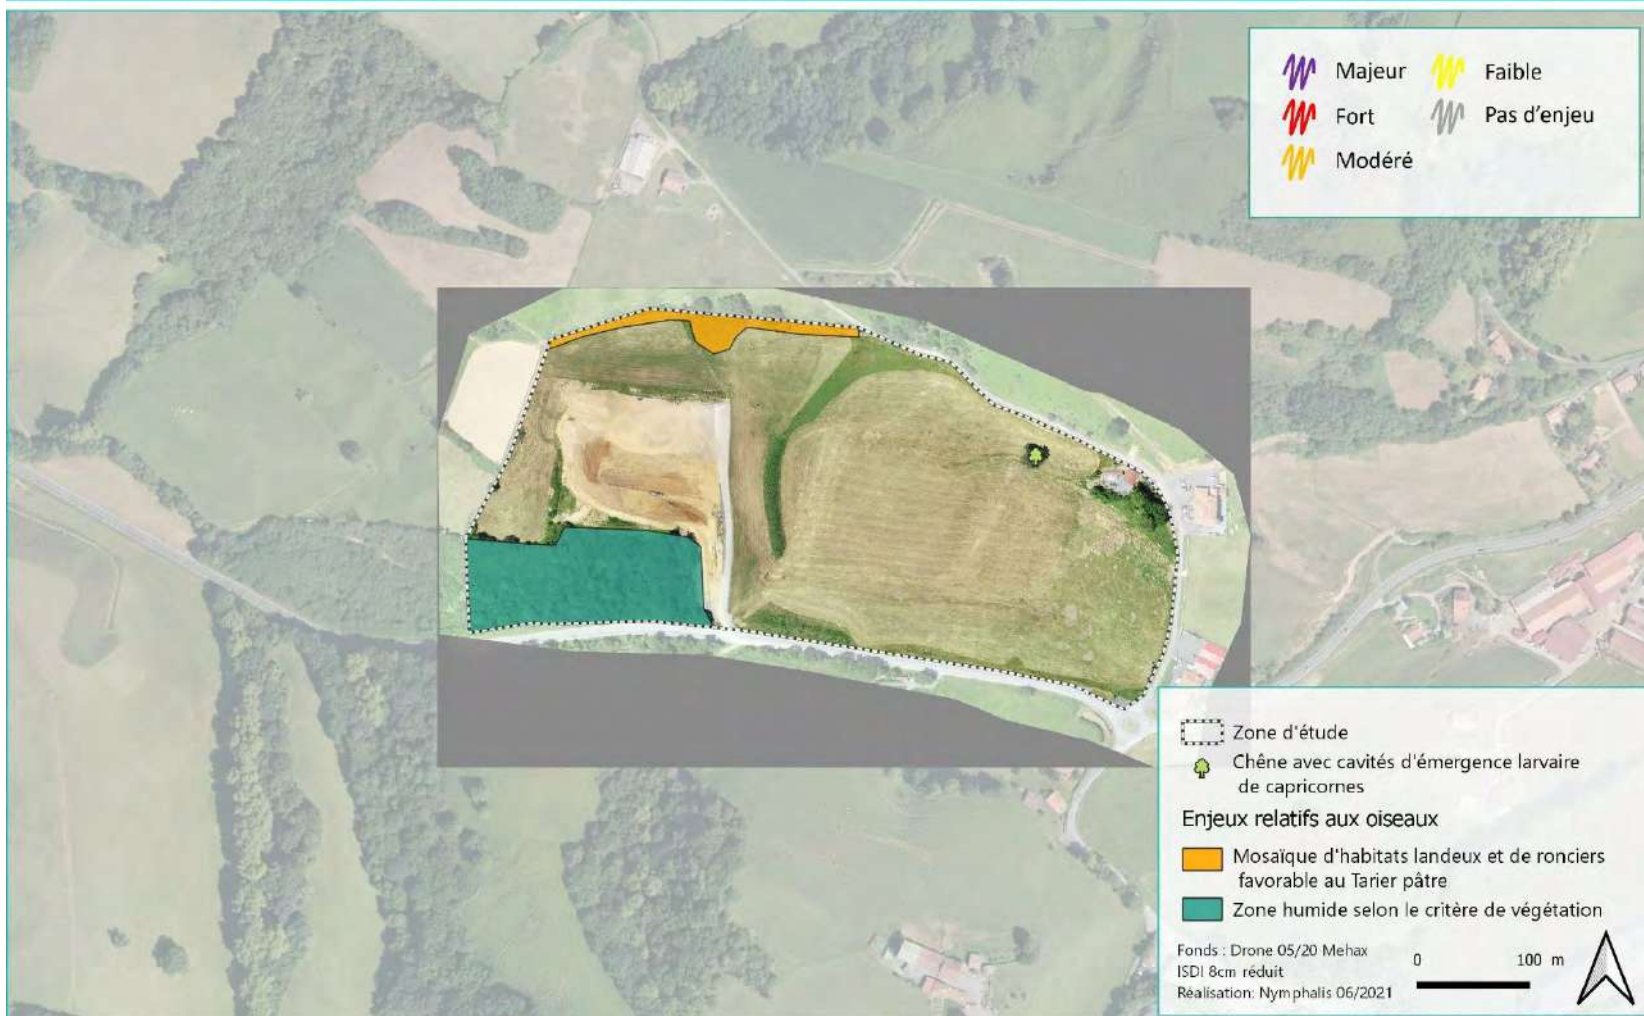 Majeur
Faible
Fort
Pas d'enjeu
Modéré
Zone d'étude
Chêne avec cavités d'émergence larvaire
de capricornes
Enjeux relatifs aux oiseaux
Mosaïque d'habitats landeux et de ronciers
favorable au Tarier pâtre
Zone humide selon le critère de végétation
Fonds : Drone 05/20 Mehax
ISDI 8cm réduit
Réalisation: Nymphalis 06/2021
0 100 m